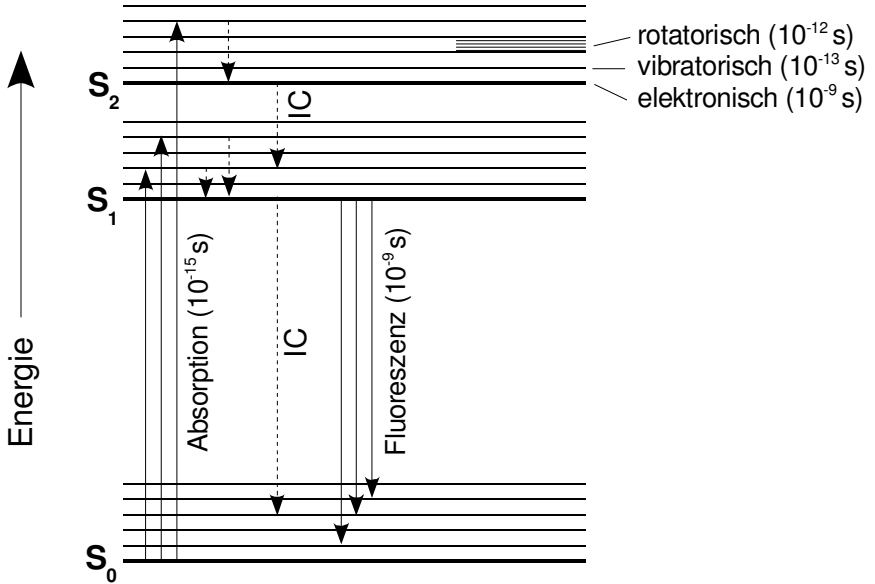 rotatorisch (10⁻¹² s)
vibratorisch (10⁻¹³ s)
elektronisch (10⁻⁹ s)
S₂
IC
S₁
Energie
Absorption (10⁻¹⁵ s)
IC
Fluoreszenz (10⁻⁹ s)
S₀